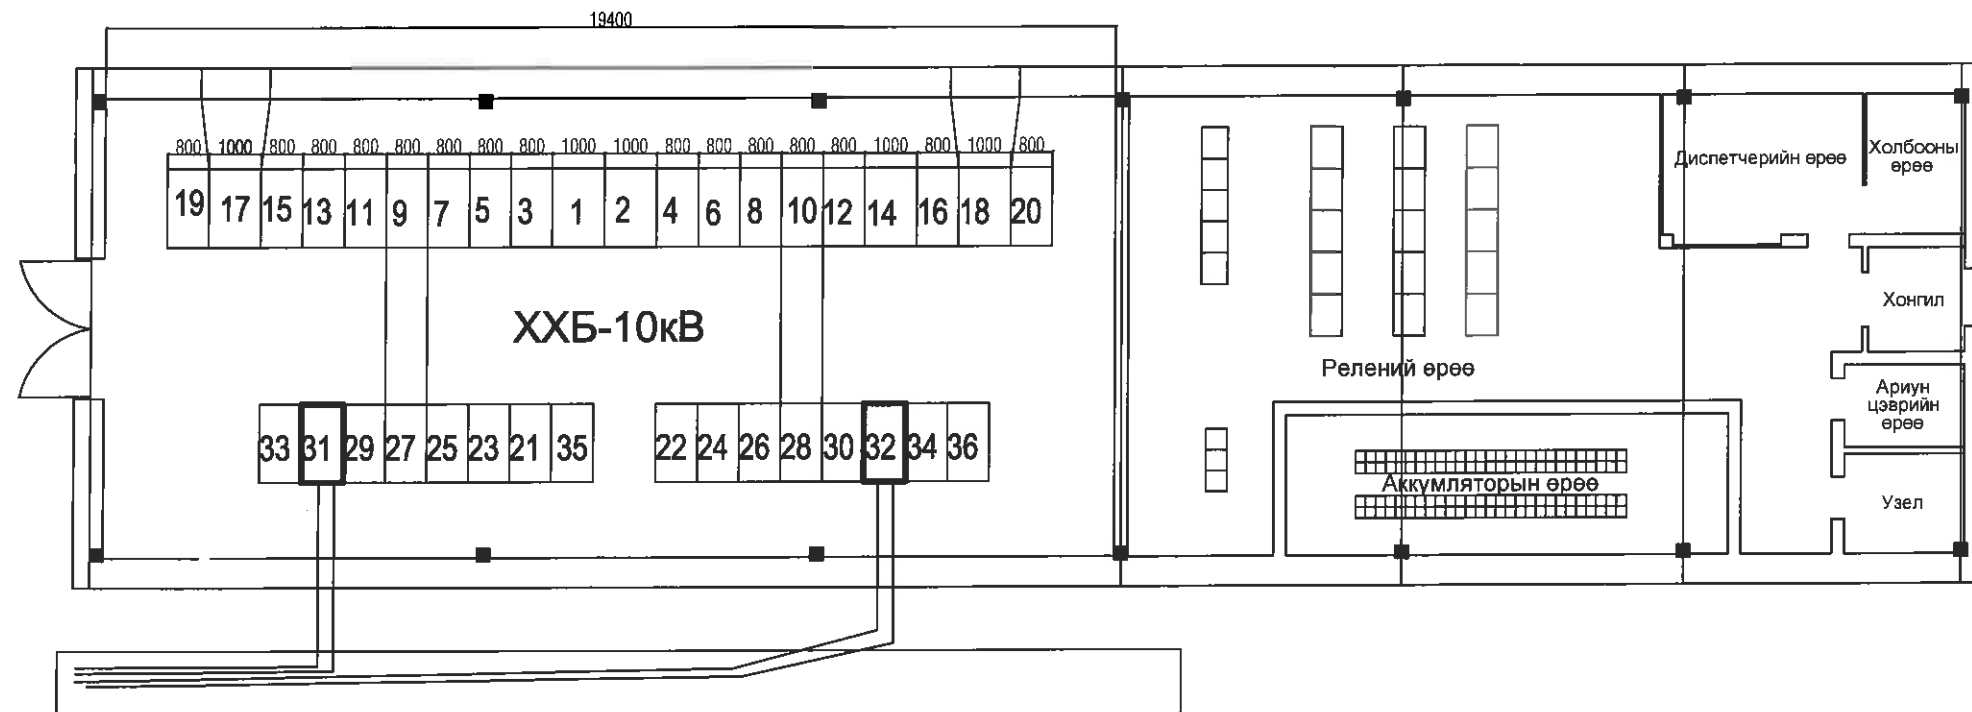 19400
800 1000 800 800 800 800 800 800 800 1000 1000 800 800 800 800 800 1000 800 1000 800
19 17 15 13 11 9 7 5 3 1 2 4 6 8 10 12 14 16 18 20
Диспетчерийн өрөө
Холбооны
өрөө
ХХБ-10кВ
Хонгил
Релений өрөө
Ариун
цэврийн
өрөө
33 31 29 27 25 23 21 35 22 24 26 28 30 32 34 36
Аккумляторын өрөө
Узел